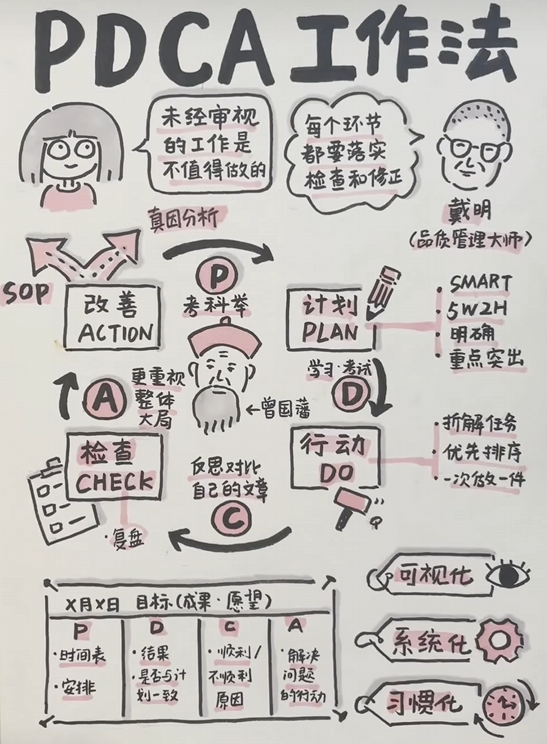 PDCA工作法
未经审视
的工作是
不值得做的
每个环节
都要落实
检查和修正
戴明
(品质管理大师)
真因分析
SOP
改善
ACTION
P
考科举
计划
PLAN
·SMART
·5W2H
·明确
·重点突出
学习·考试
D
A
更重视
整体
大局
←曾国藩
检查
CHECK
·复盘
反思对比
自己的文章
C
行动
DO
·折解任务
·优先排序
·一次做一件
X月X日 目标(成果·愿望)
P
·时间表
·安排
D
·结果
·是否与计
划一致
C
·顺利/
不顺利
原因
A
·解决
问题
的行动
可视化
系统化
习惯化